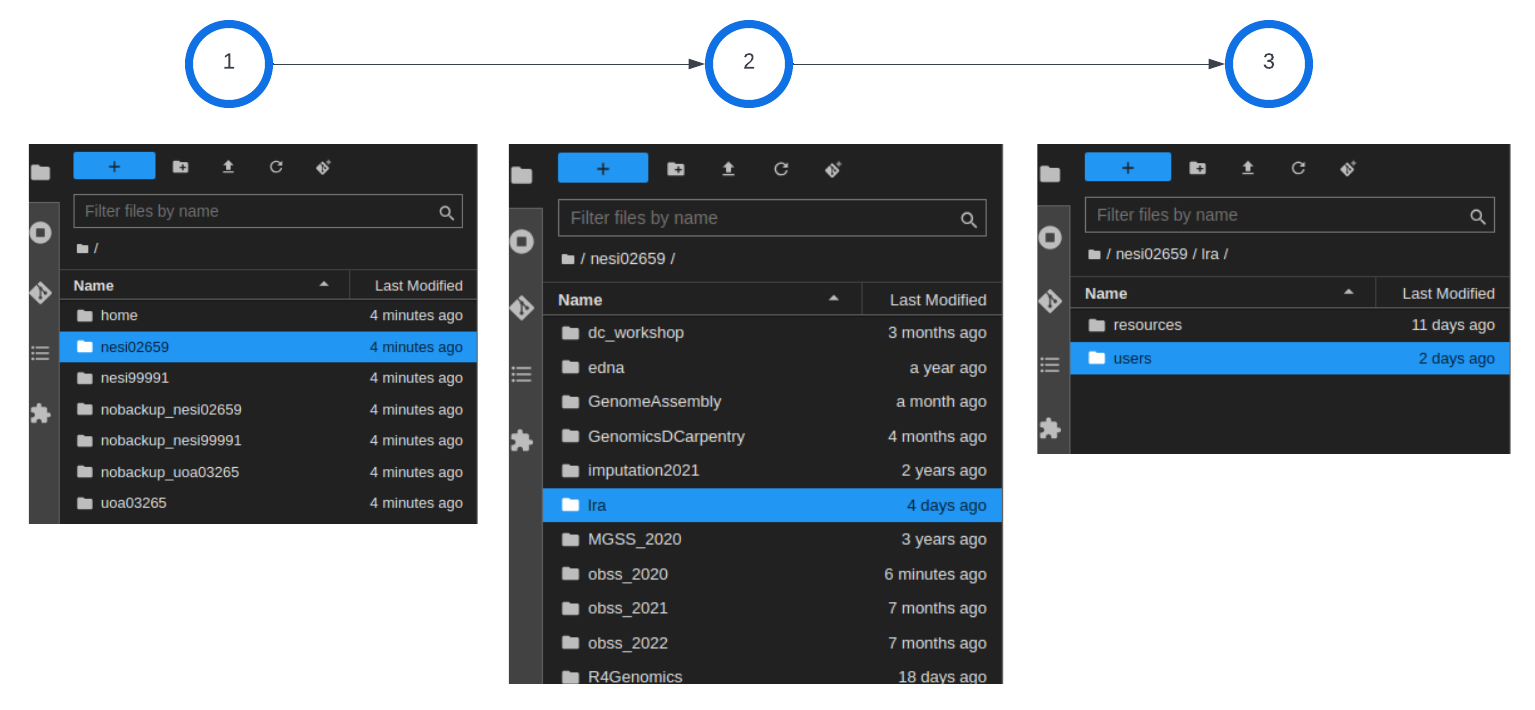 1 2 3
Filter files by name
/
Name Last Modified
home 4 minutes ago
nesi02659 4 minutes ago
nesi99991 4 minutes ago
nobackup_nesi02659 4 minutes ago
nobackup_nesi99991 4 minutes ago
nobackup_uoa03265 4 minutes ago
uoa03265 4 minutes ago
Filter files by name
/ nesi02659 /
Name Last Modified
dc_workshop 3 months ago
edna a year ago
GenomeAssembly a month ago
GenomicsDCarpentry 4 months ago
imputation2021 2 years ago
lra 4 days ago
MGSS_2020 3 years ago
obss_2020 6 minutes ago
obss_2021 7 months ago
obss_2022 7 months ago
R4Genomics 18 days ago
Filter files by name
/ nesi02659 / lra /
Name Last Modified
resources 11 days ago
users 2 days ago